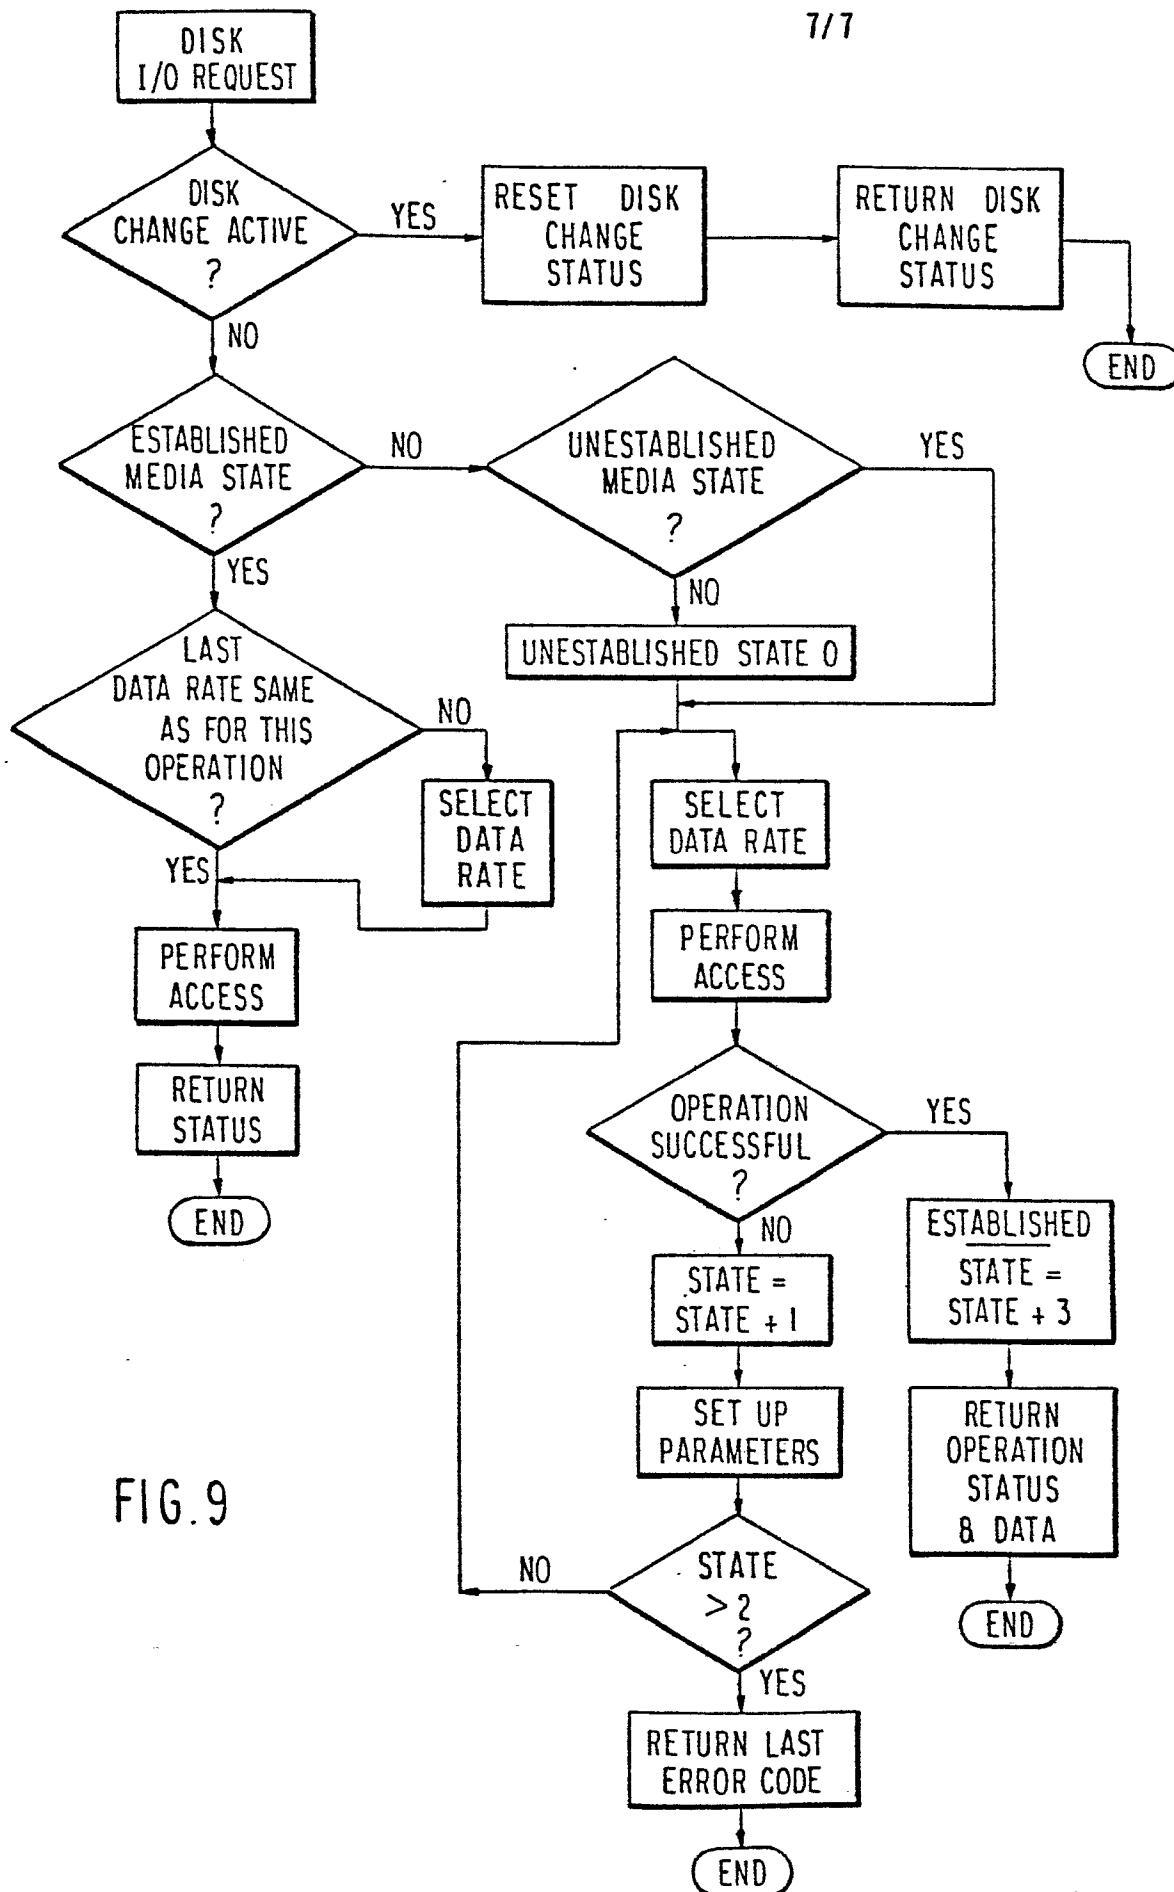 7/7
DISK
I/O REQUEST
DISK
CHANGE ACTIVE
?
YES
RESET DISK
CHANGE
STATUS
RETURN DISK
CHANGE
STATUS
END
NO
ESTABLISHED
MEDIA STATE
?
NO
UNESTABLISHED
MEDIA STATE
?
YES
YES
NO
UNESTABLISHED STATE 0
LAST
DATA RATE SAME
AS FOR THIS
OPERATION
?
NO
SELECT
DATA
RATE
YES
PERFORM
ACCESS
RETURN
STATUS
END
SELECT
DATA RATE
PERFORM
ACCESS
OPERATION
SUCCESSFUL
?
YES
NO
ESTABLISHED
STATE =
STATE + 3
STATE =
STATE + 1
SET UP
PARAMETERS
RETURN
OPERATION
STATUS
& DATA
END
STATE
> 2
?
NO
YES
RETURN LAST
ERROR CODE
END
FIG. 9